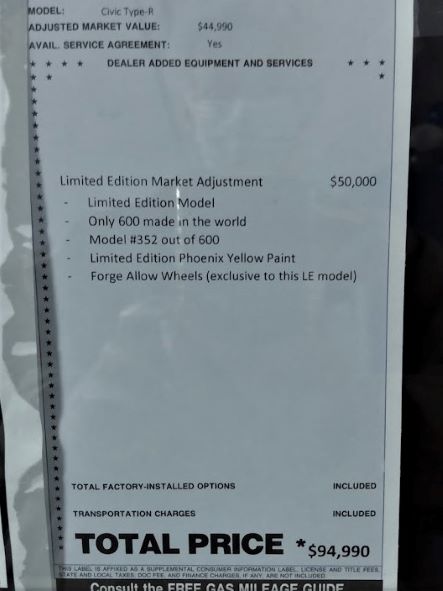 MODEL: Civic Type-R
ADJUSTED MARKET VALUE: $44,990
AVAIL. SERVICE AGREEMENT: Yes
* * * * DEALER ADDED EQUIPMENT AND SERVICES * * *
Limited Edition Market Adjustment $50,000
- Limited Edition Model
- Only 600 made in the world
- Model #352 out of 600
- Limited Edition Phoenix Yellow Paint
- Forge Allow Wheels (exclusive to this LE model)
TOTAL FACTORY-INSTALLED OPTIONS INCLUDED
TRANSPORTATION CHARGES INCLUDED
TOTAL PRICE *$94,990
THIS LABEL IS AFFIXED AS A SUPPLEMENTAL CONSUMER INFORMATION LABEL. LICENSE AND TITLE FEES,
STATE AND LOCAL TAXES, DOC FEE, AND FINANCE CHARGES, IF ANY, ARE NOT INCLUDED.
Consult the FREE GAS MILEAGE GUIDE